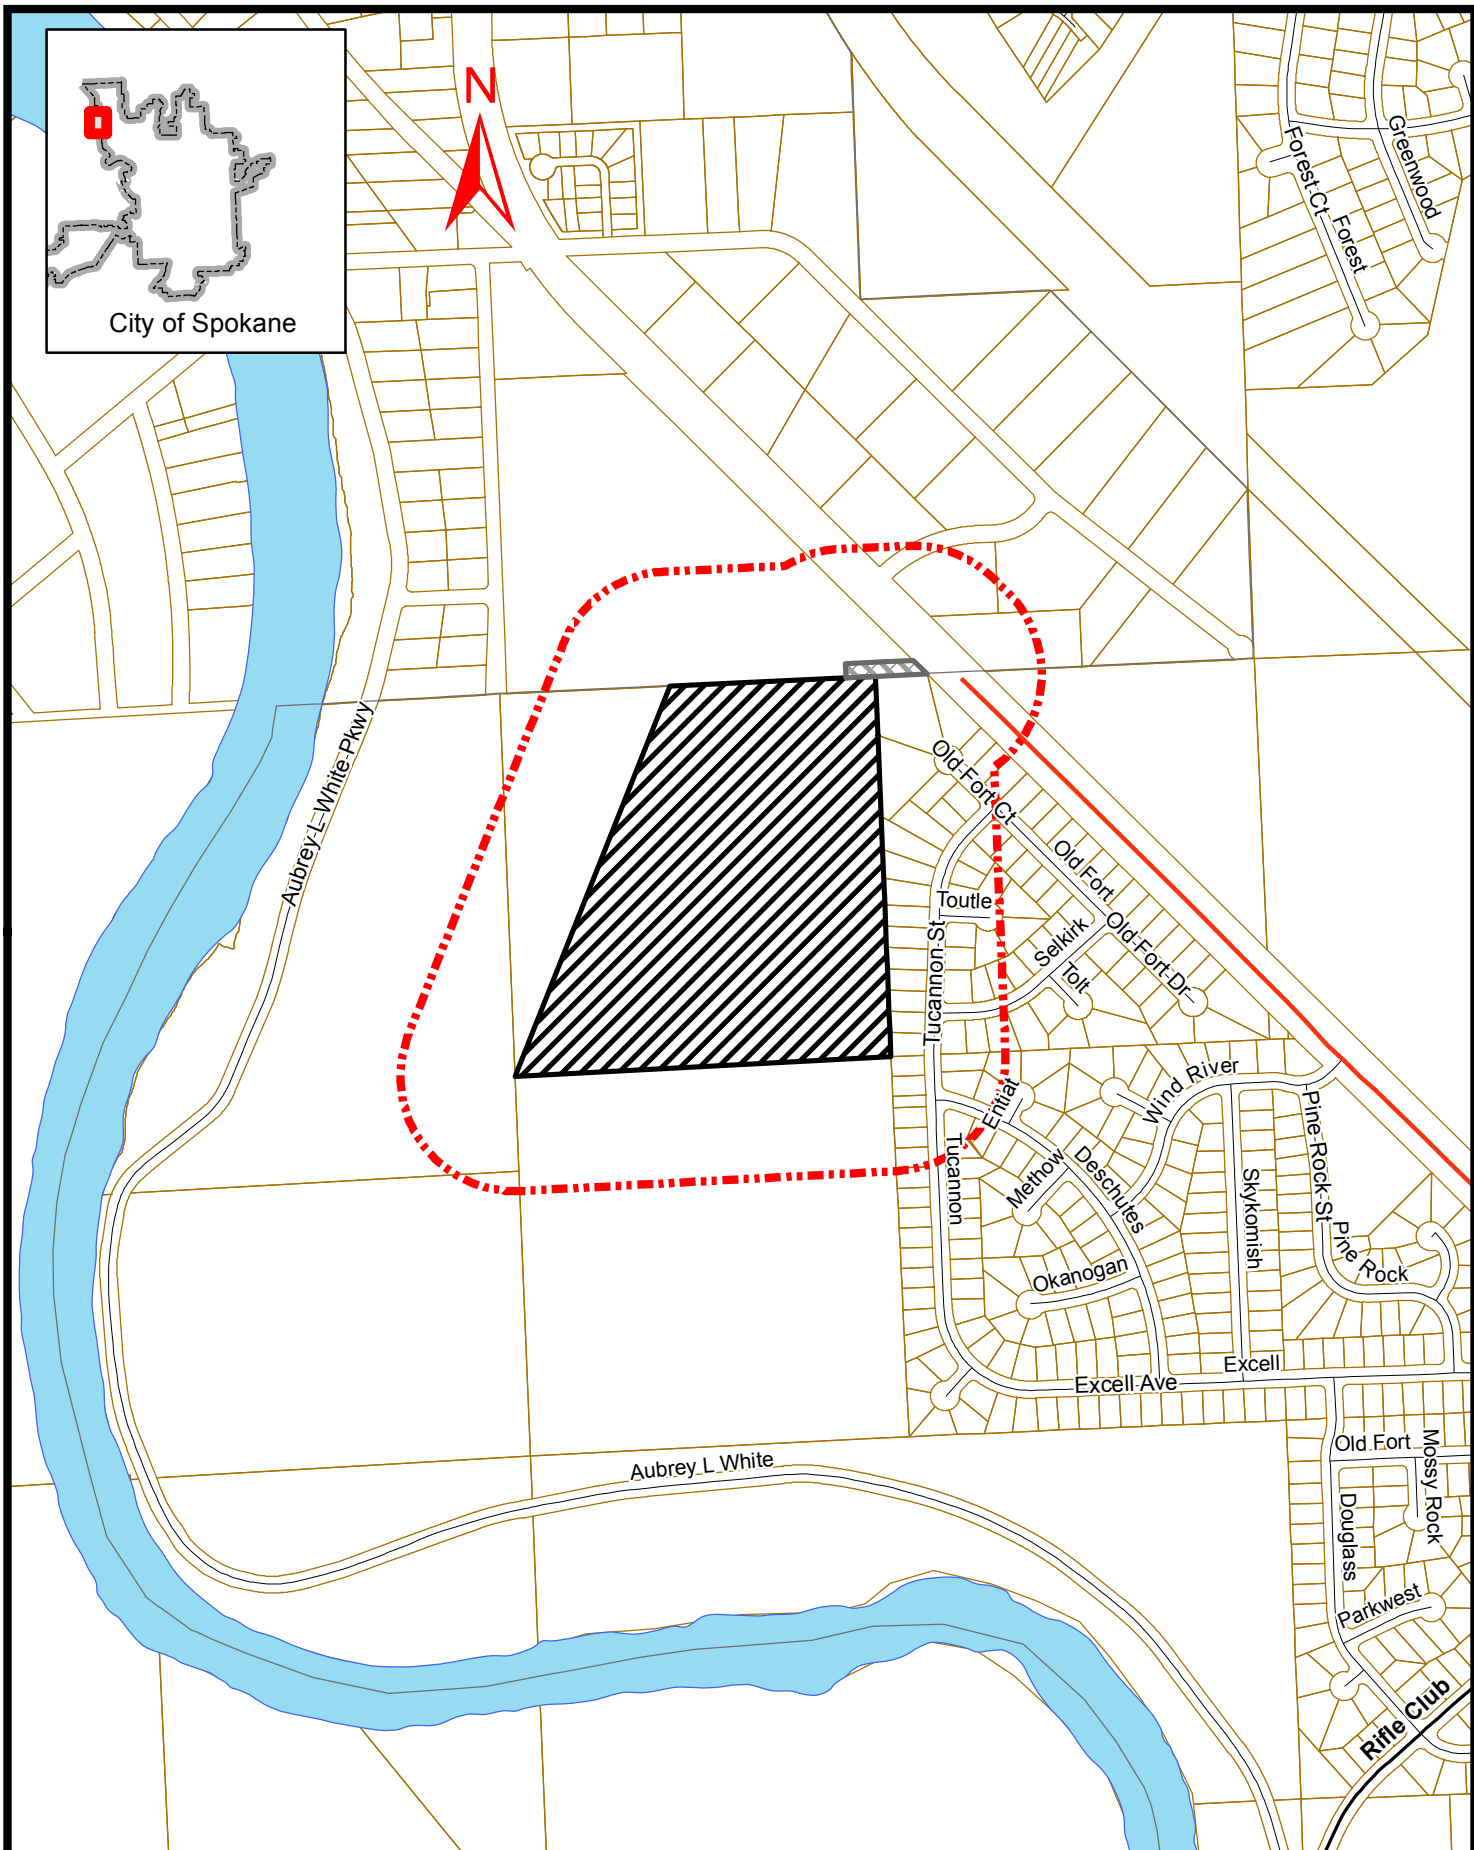 N
City of Spokane
Greenwood
Forest Ct
Forest
Aubrey L White Pkwy
Old Fort Ct
Old Fort
Toutle
Selkirk
Old Fort Dr
Tolt
Tucannon St
Wind River
Entiat
Pine Rock St
Tucannon
Methow
Deschutes
Skykomish
Pine Rock
Okanogan
Excell
Excell Ave
Old Fort
Mossy Rock
Aubrey L White
Douglass
Parkwest
Rifle Club